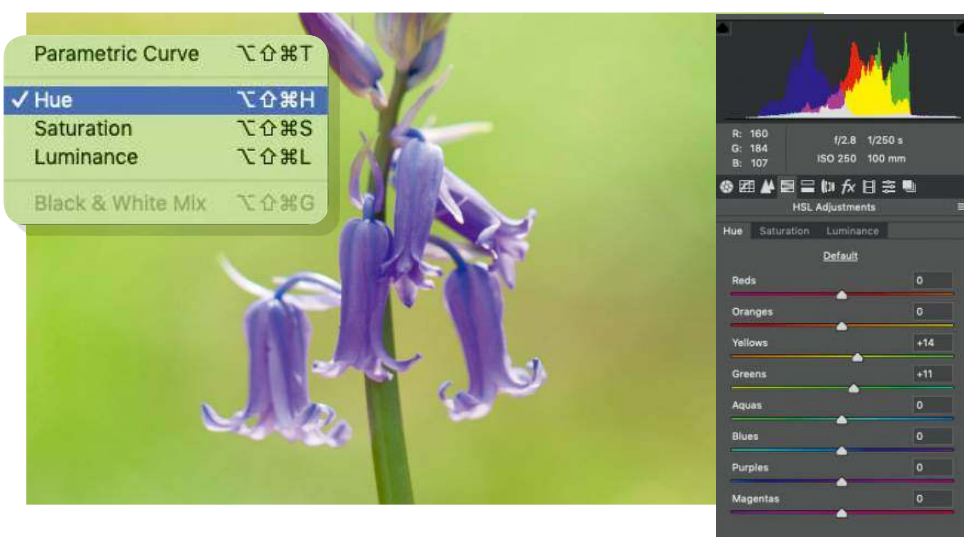 Parametric Curve ⌥⇧⌘T
✓ Hue ⌥⇧⌘H
Saturation ⌥⇧⌘S
Luminance ⌥⇧⌘L
Black & White Mix ⌥⇧⌘G
R: 160
G: 184
B: 107
f/2.8 1/250 s
ISO 250 100 mm
fx
HSL Adjustments
Hue Saturation Luminance
Default
Reds 0
Oranges 0
Yellows +14
Greens +11
Aquas 0
Blues 0
Purples 0
Magentas 0